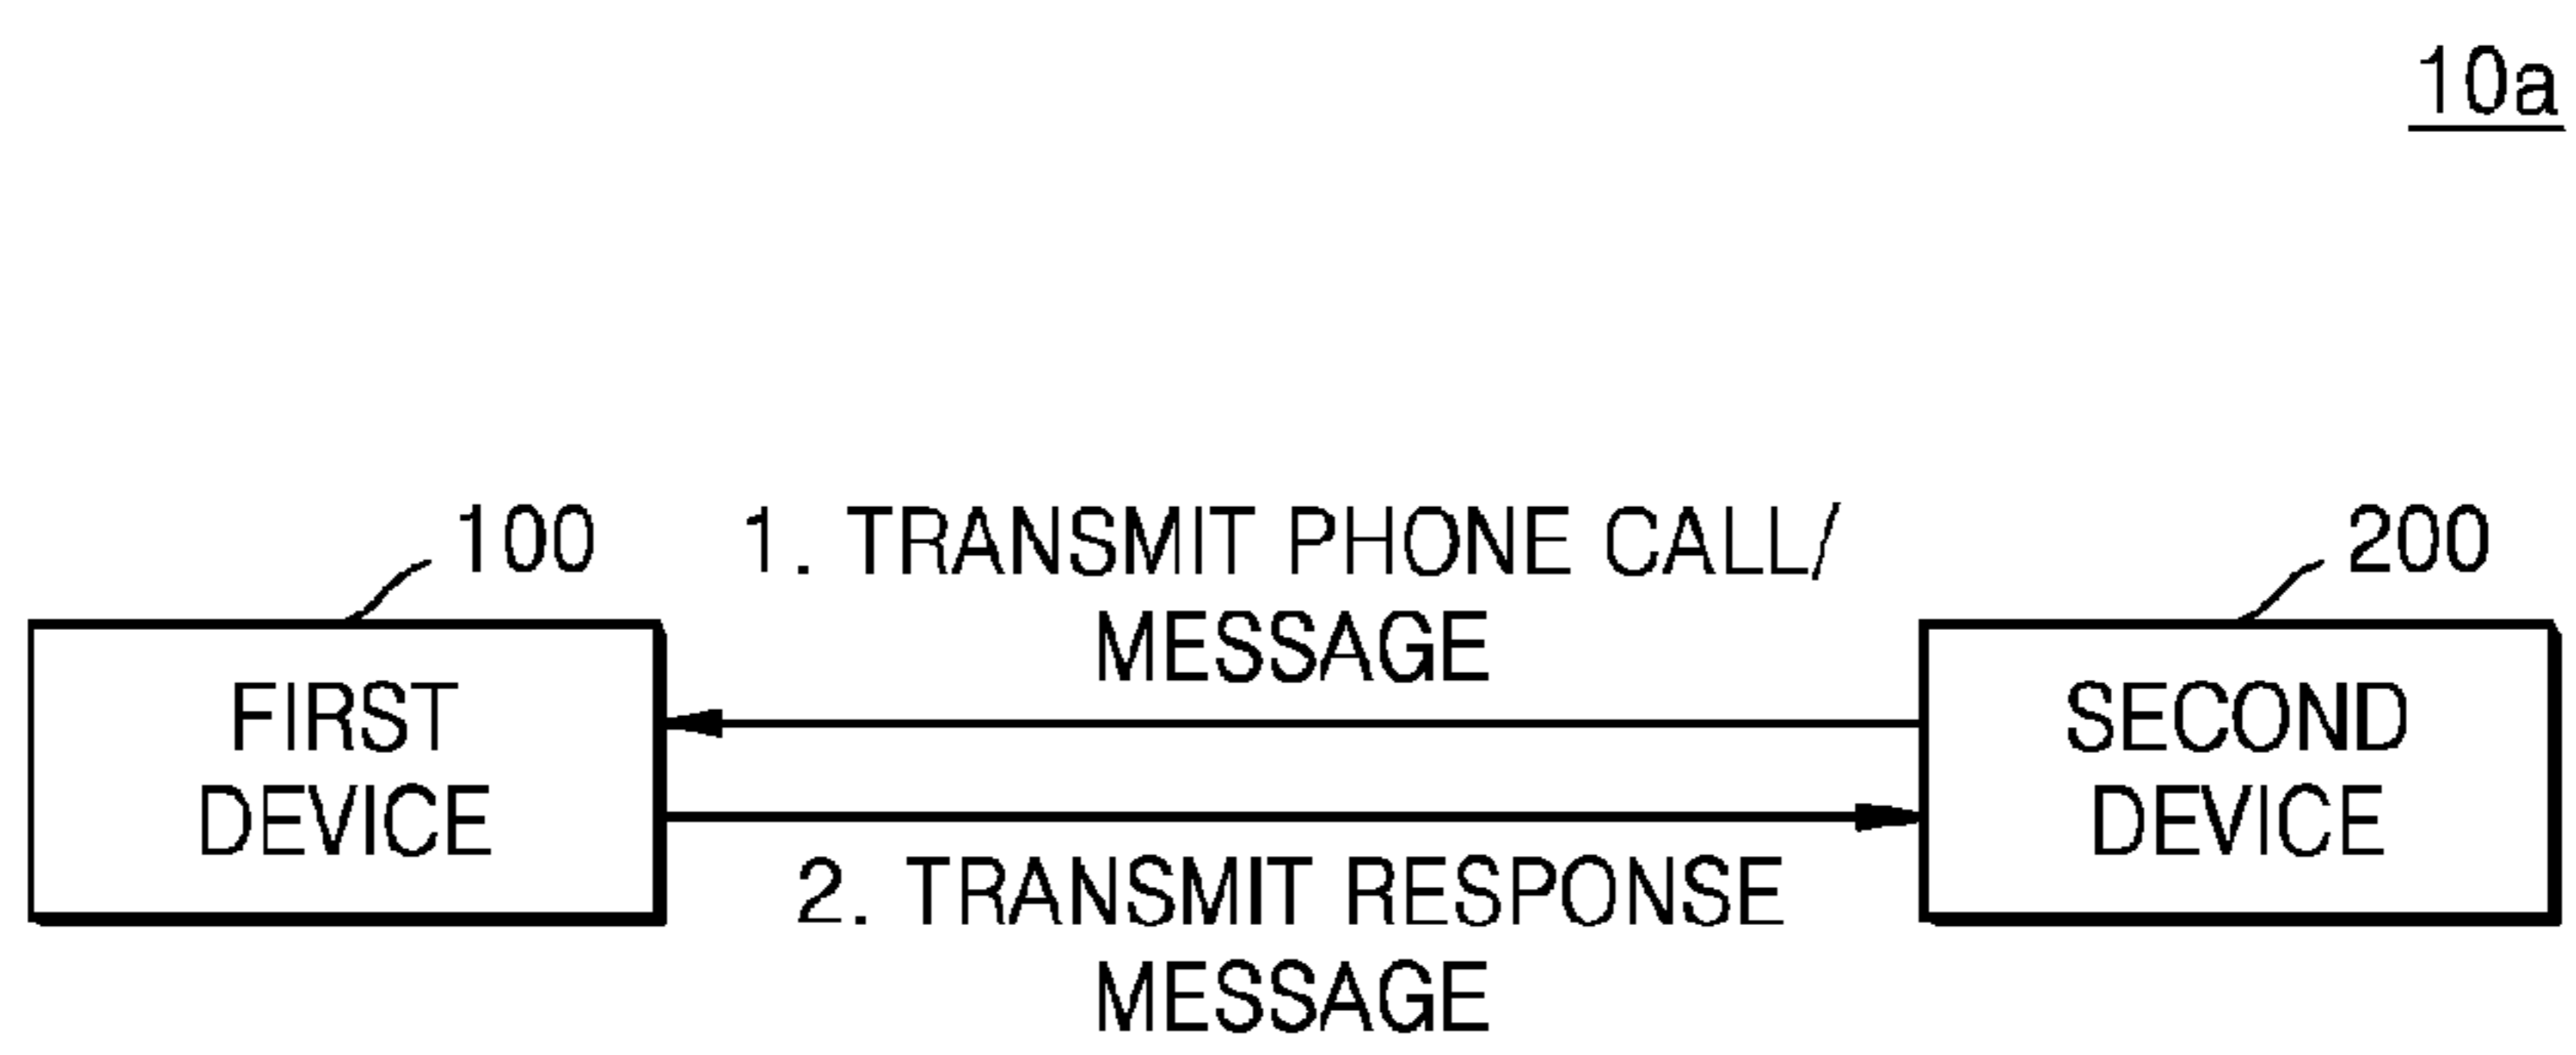 10a
100
1. TRANSMIT PHONE CALL/
MESSAGE
200
FIRST
DEVICE
SECOND
DEVICE
2. TRANSMIT RESPONSE
MESSAGE